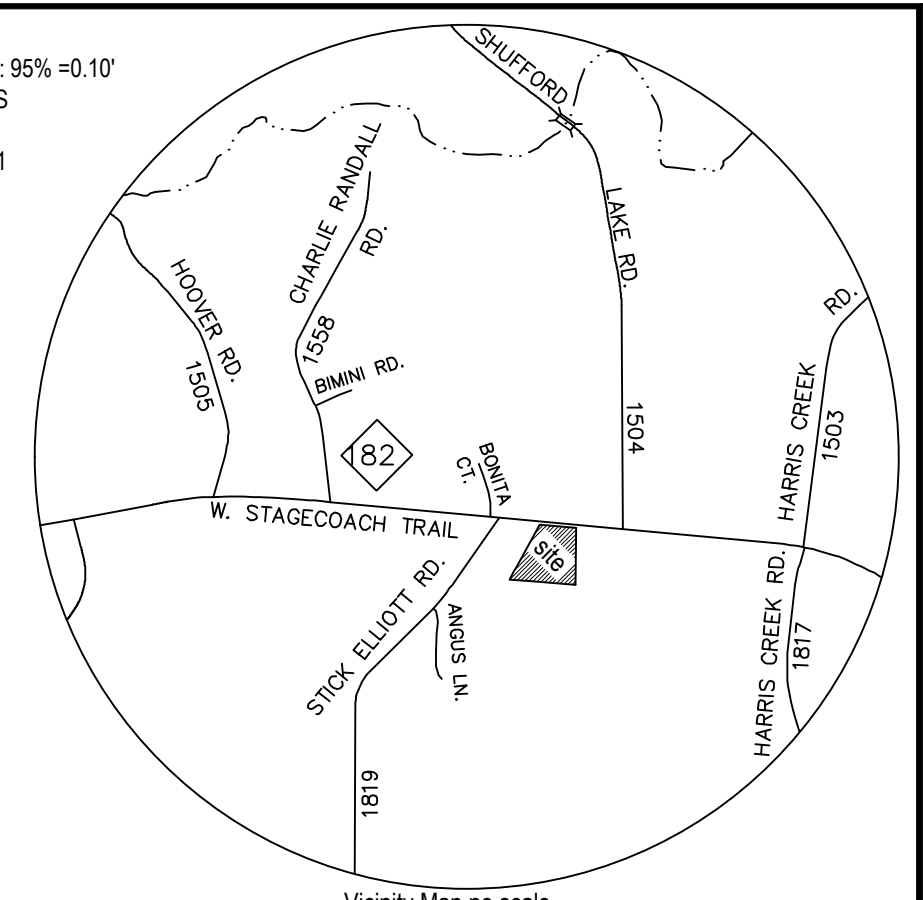 : 95% =0.10'
S
1
SHUFFORD
LAKE RD.
1504
CHARLIE RANDALL
RD.
1558
BIMINI RD.
HOOVER RD.
1505
182
BONITA
CT.
RD.
HARRIS CREEK
1503
W. STAGECOACH TRAIL
site
STICK ELLIOTT RD.
ANGUS LN.
1819
HARRIS CREEK RD.
1817
Vicinity Map no scale